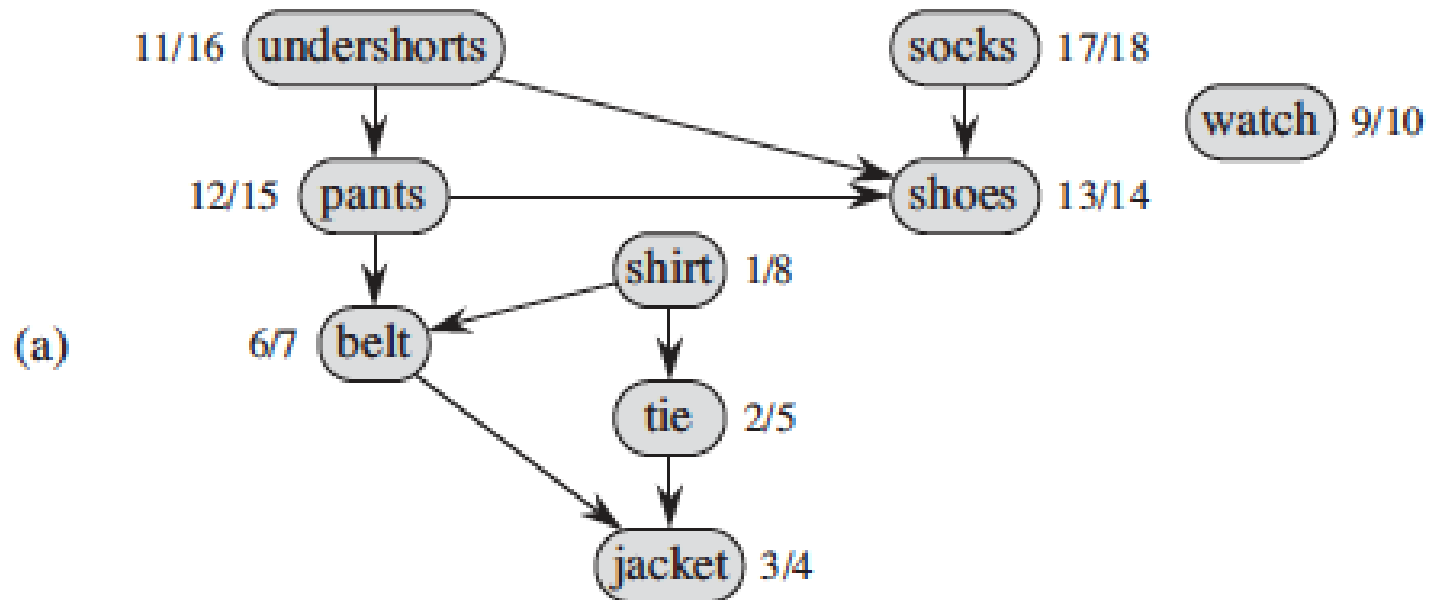 11/16 undershorts socks 17/18
watch 9/10
12/15 pants shoes 13/14
shirt 1/8
(a) 6/7 belt
tie 2/5
jacket 3/4